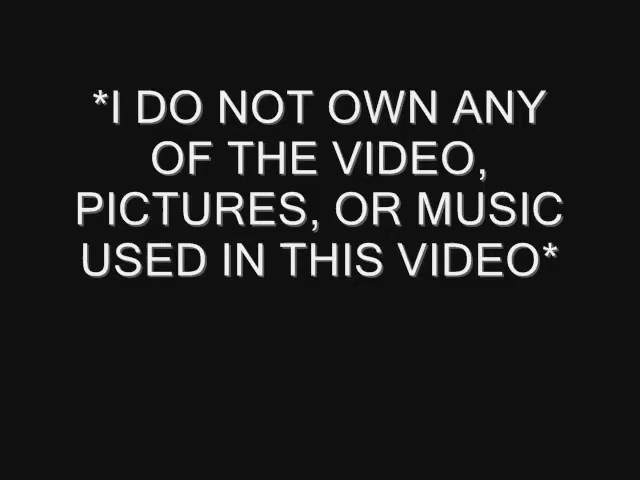 *I DO NOT OWN ANY
OF THE VIDEO,
PICTURES, OR MUSIC
USED IN THIS VIDEO*